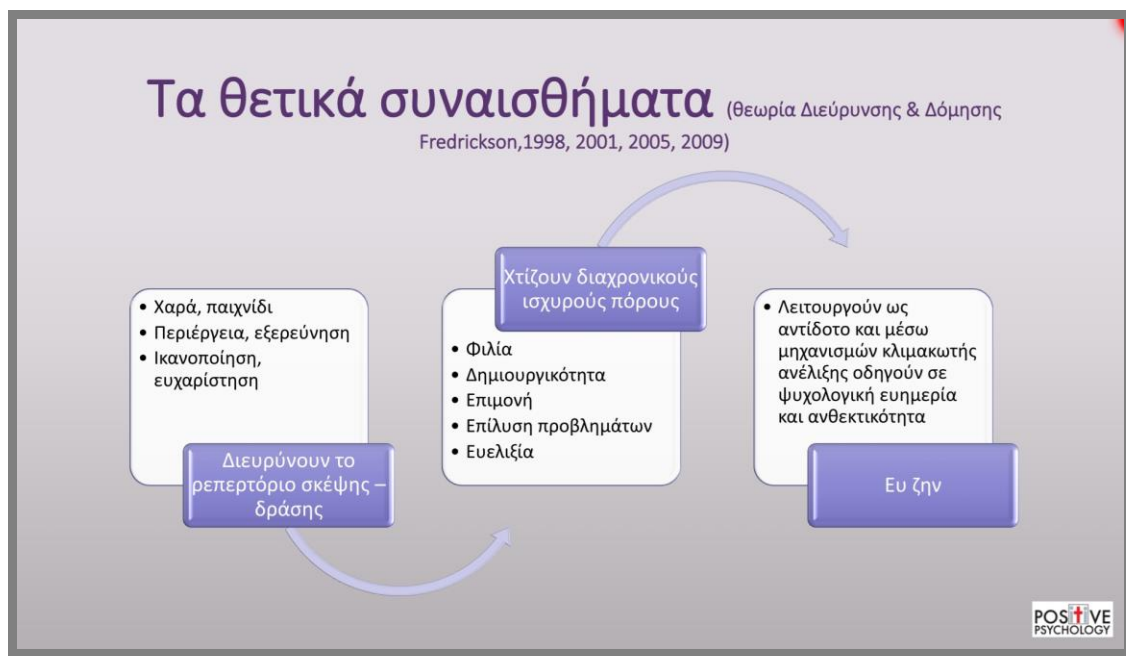 Τα θετικά συναισθήματα (θεωρία Διεύρυνσης & Δόμησης
Fredrickson,1998, 2001, 2005, 2009)
• Χαρά, παιχνίδι
• Περιέργεια, εξερεύνηση
• Ικανοποίηση,
ευχαρίστηση
Διευρύνουν το
ρεπερτόριο σκέψης –
δράσης
Χτίζουν διαχρονικούς
ισχυρούς πόρους
• Φιλία
• Δημιουργικότητα
• Επιμονή
• Επίλυση προβλημάτων
• Ευελιξία
• Λειτουργούν ως
αντίδοτο και μέσω
μηχανισμών κλιμακωτής
ανέλιξης οδηγούν σε
ψυχολογική ευημερία
και ανθεκτικότητα
Ευ ζην
POSITIVE
PSYCHOLOGY